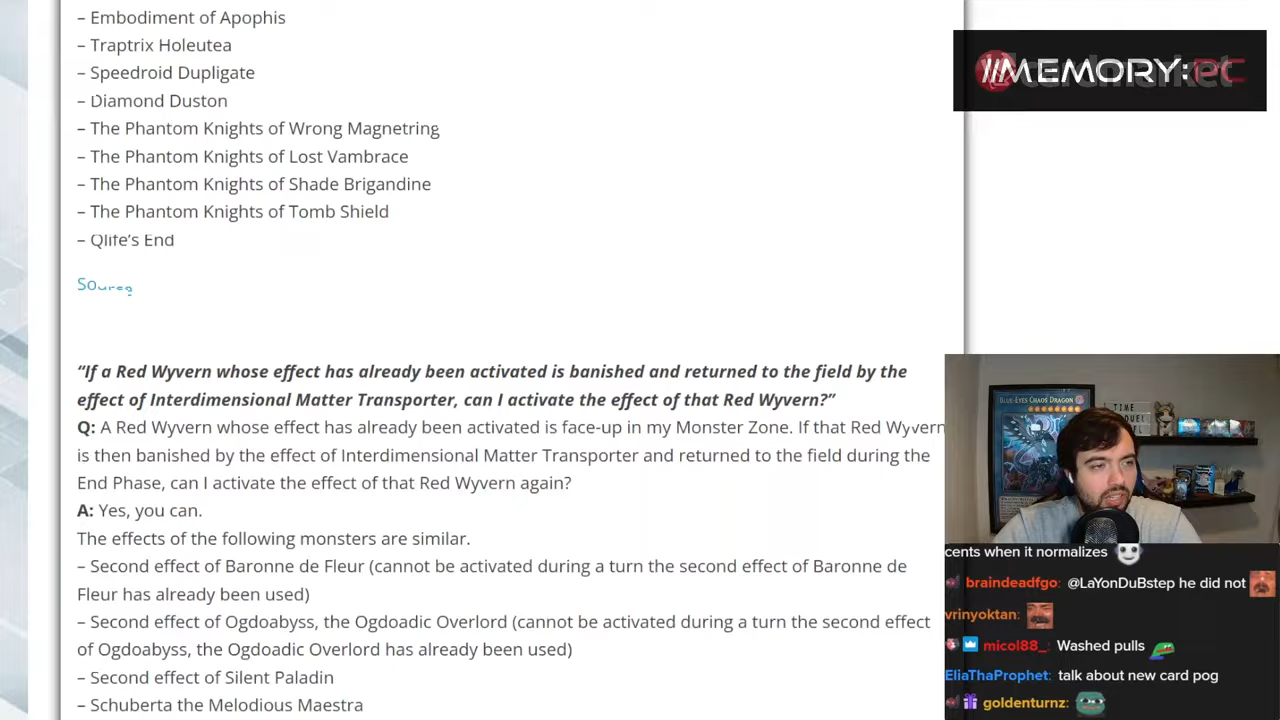 – Embodiment of Apophis
– Traptrix Holeutea
– Speedroid Dupligate
– Diamond Duston
– The Phantom Knights of Wrong Magnetring
– The Phantom Knights of Lost Vambrace
– The Phantom Knights of Shade Brigandine
– The Phantom Knights of Tomb Shield
– Qlife's End
“If a Red Wyvern whose effect has already been activated is banished and returned to the field by the
effect of Interdimensional Matter Transporter, can I activate the effect of that Red Wyvern?”
Q: A Red Wyvern whose effect has already been activated is face-up in my Monster Zone. If that Red Wyvern
is then banished by the effect of Interdimensional Matter Transporter and returned to the field during the
End Phase, can I activate the effect of that Red Wyvern again?
A: Yes, you can.
The effects of the following monsters are similar.
– Second effect of Baronne de Fleur (cannot be activated during a turn the second effect of Baronne de
Fleur has already been used)
– Second effect of Ogdoabyss, the Ogdoadic Overlord (cannot be activated during a turn the second effect
of Ogdoabyss, the Ogdoadic Overlord has already been used)
– Second effect of Silent Paladin
– Schuberta the Melodious Maestra
MEMORY:PC
BLUE-EYES CHAOS DRAGON
TIME
cents when it normalizes
braindeadfgo: @LaYonDuBstep he did not
vrinyoktan:
micol88_: Washed pulls
EliaThaProphet: talk about new card pog
goldenturnz: